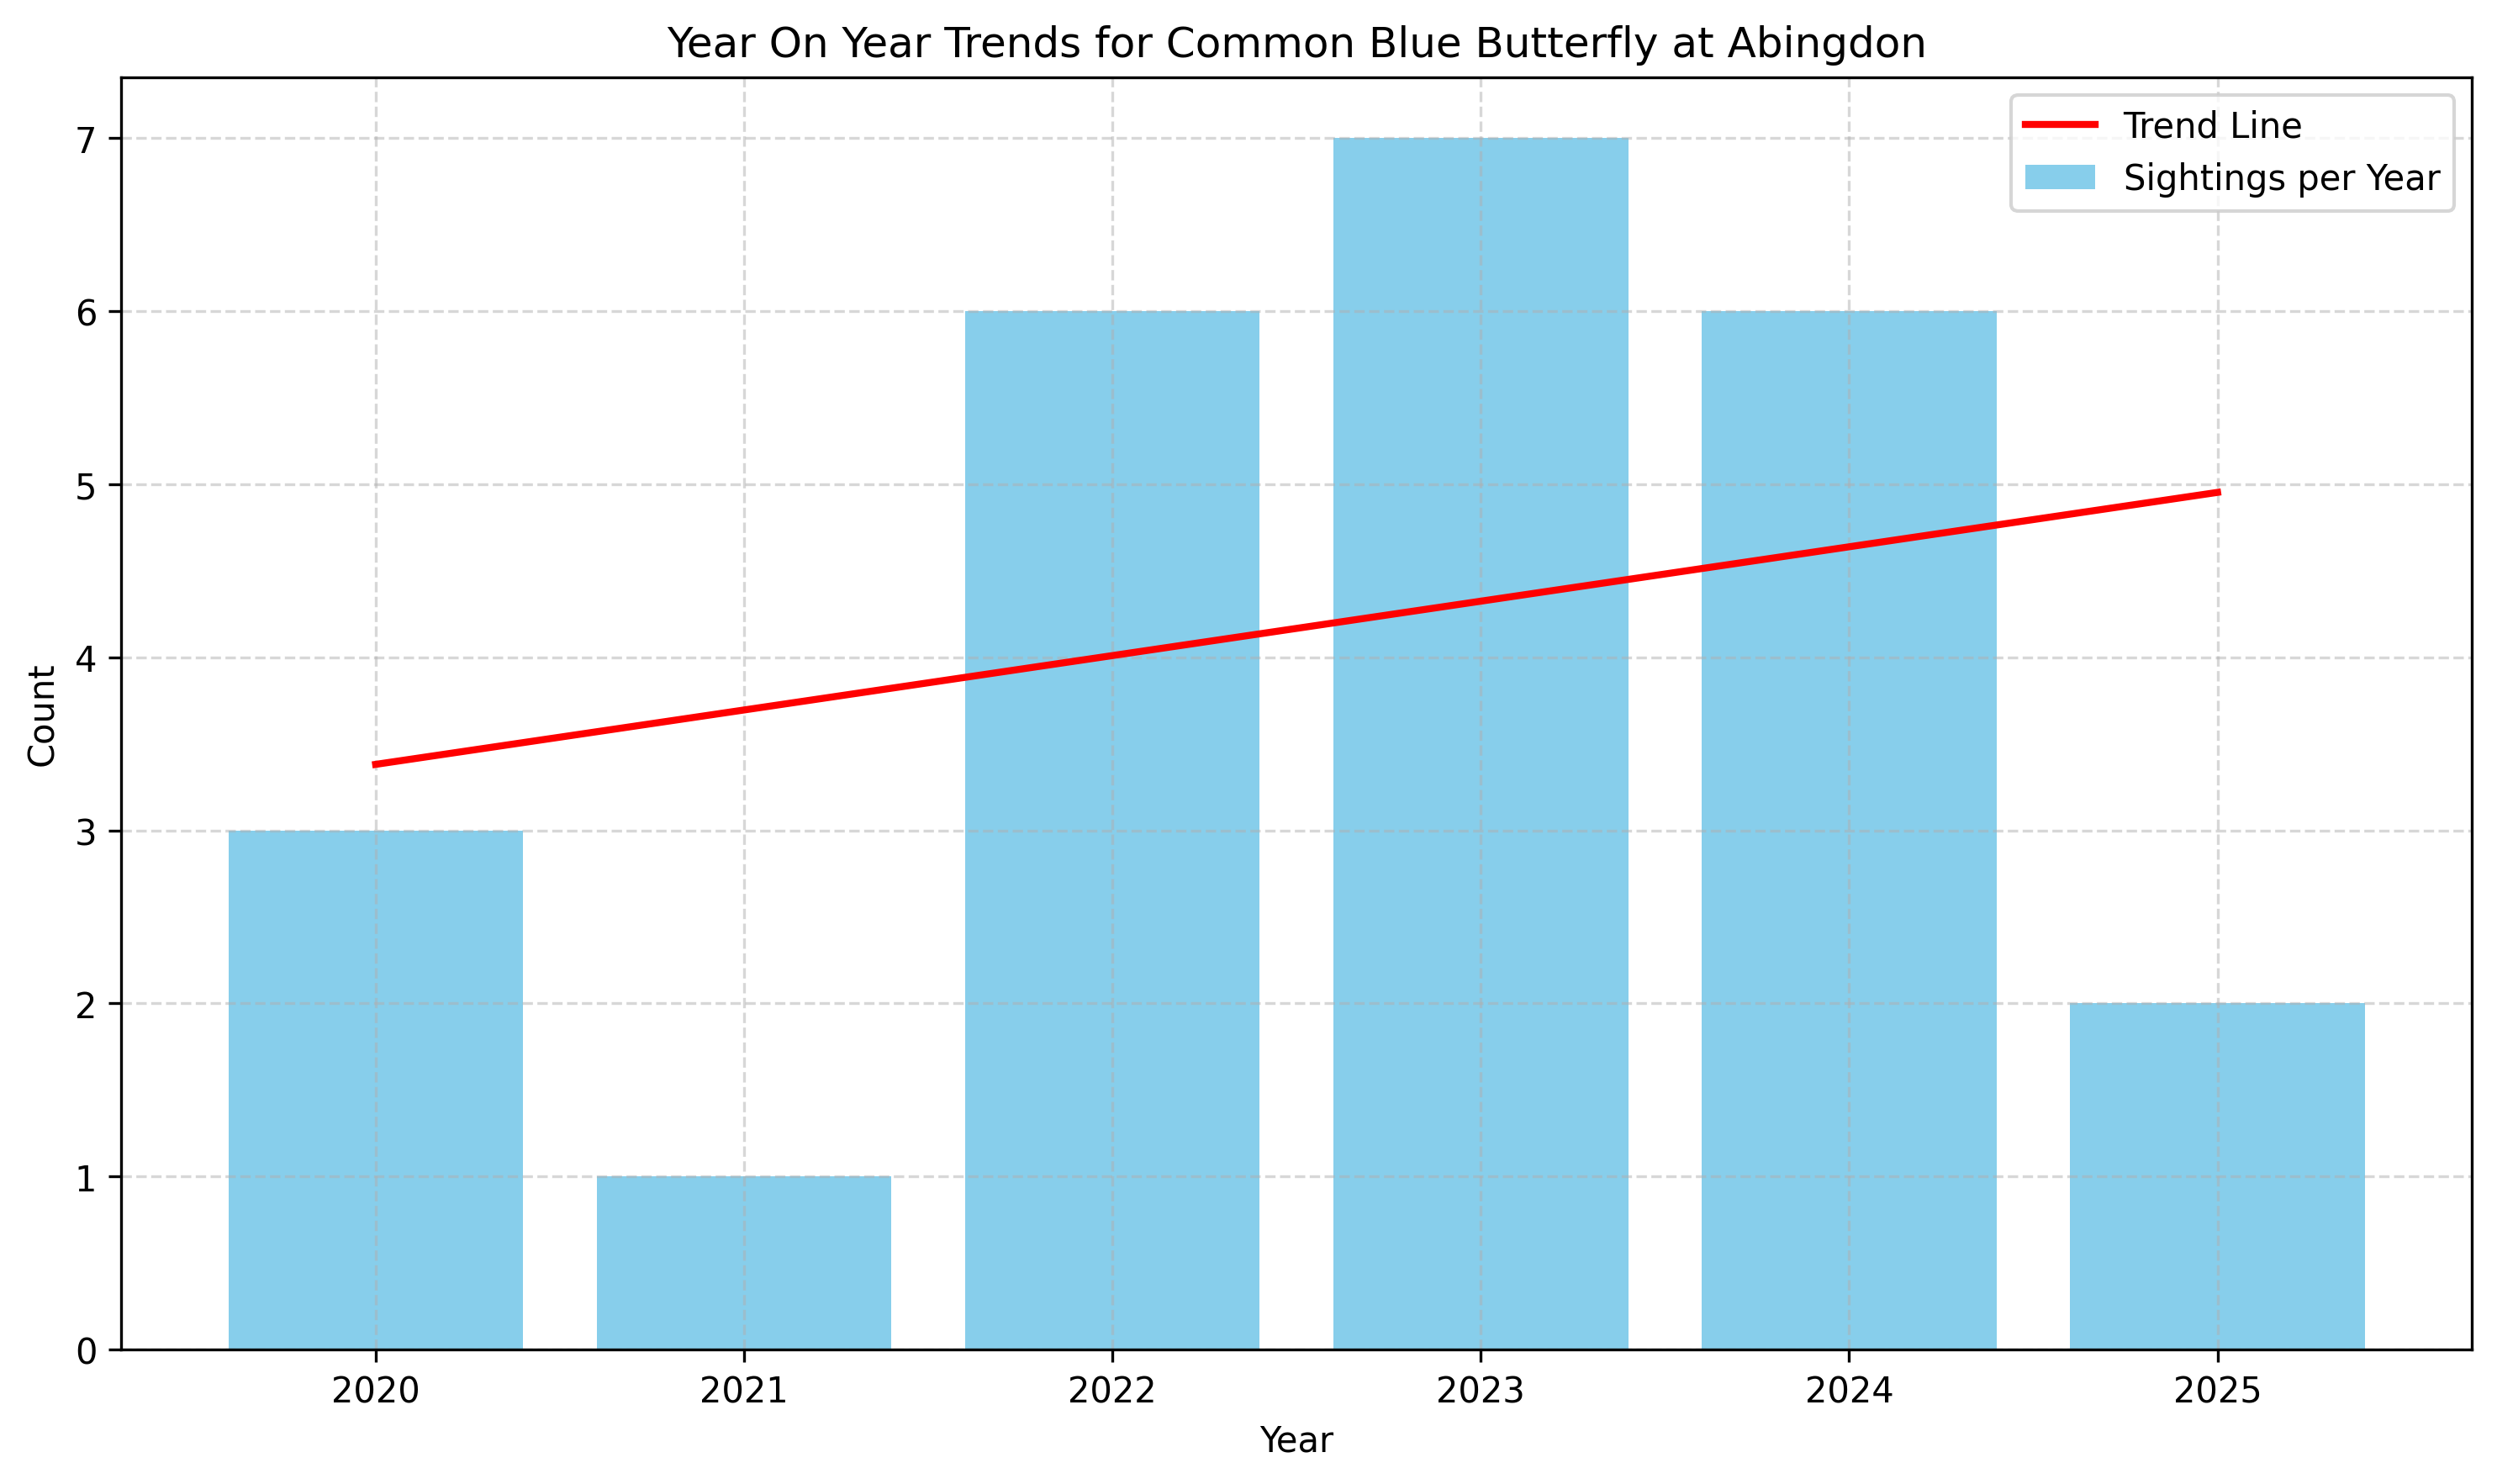 Year On Year Trends for Common Blue Butterfly at Abingdon
Trend Line
Sightings per Year
7
6
5
4
3
2
1
0
Count
2020 2021 2022 2023 2024 2025
Year